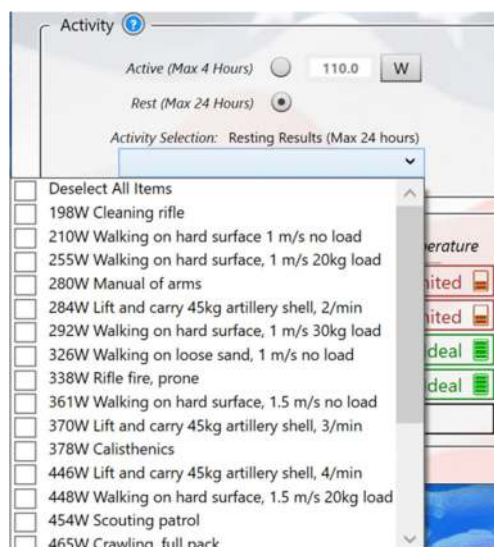 Activity ?
Active (Max 4 Hours) 110.0 W
Rest (Max 24 Hours)
Activity Selection: Resting Results (Max 24 hours)
Deselect All Items
198W Cleaning rifle
210W Walking on hard surface 1 m/s no load
255W Walking on hard surface, 1 m/s 20kg load
erature
280W Manual of arms
ited
284W Lift and carry 45kg artillery shell, 2/min
292W Walking on hard surface, 1 m/s 30kg load
ited
326W Walking on loose sand, 1 m/s no load
deal
338W Rifle fire, prone
deal
361W Walking on hard surface, 1.5 m/s no load
370W Lift and carry 45kg artillery shell, 3/min
378W Calisthenics
446W Lift and carry 45kg artillery shell, 4/min
448W Walking on hard surface, 1.5 m/s 20kg load
454W Scouting patrol
465W Crawling, full pack